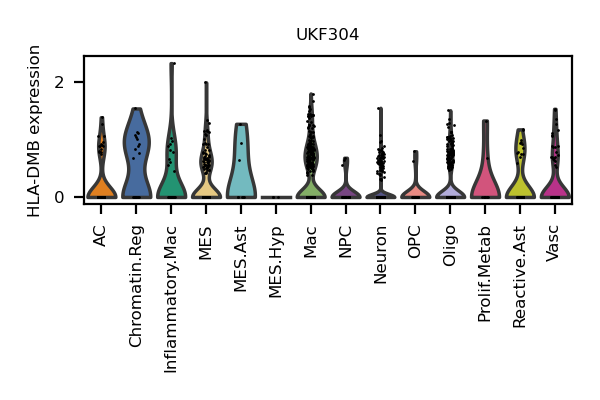 UKF304
HLA-DMB expression
2
0
AC
Chromatin.Reg
Inflammatory.Mac
MES
MES.Ast
MES.Hyp
Mac
NPC
Neuron
OPC
Oligo
Prolif.Metab
Reactive.Ast
Vasc